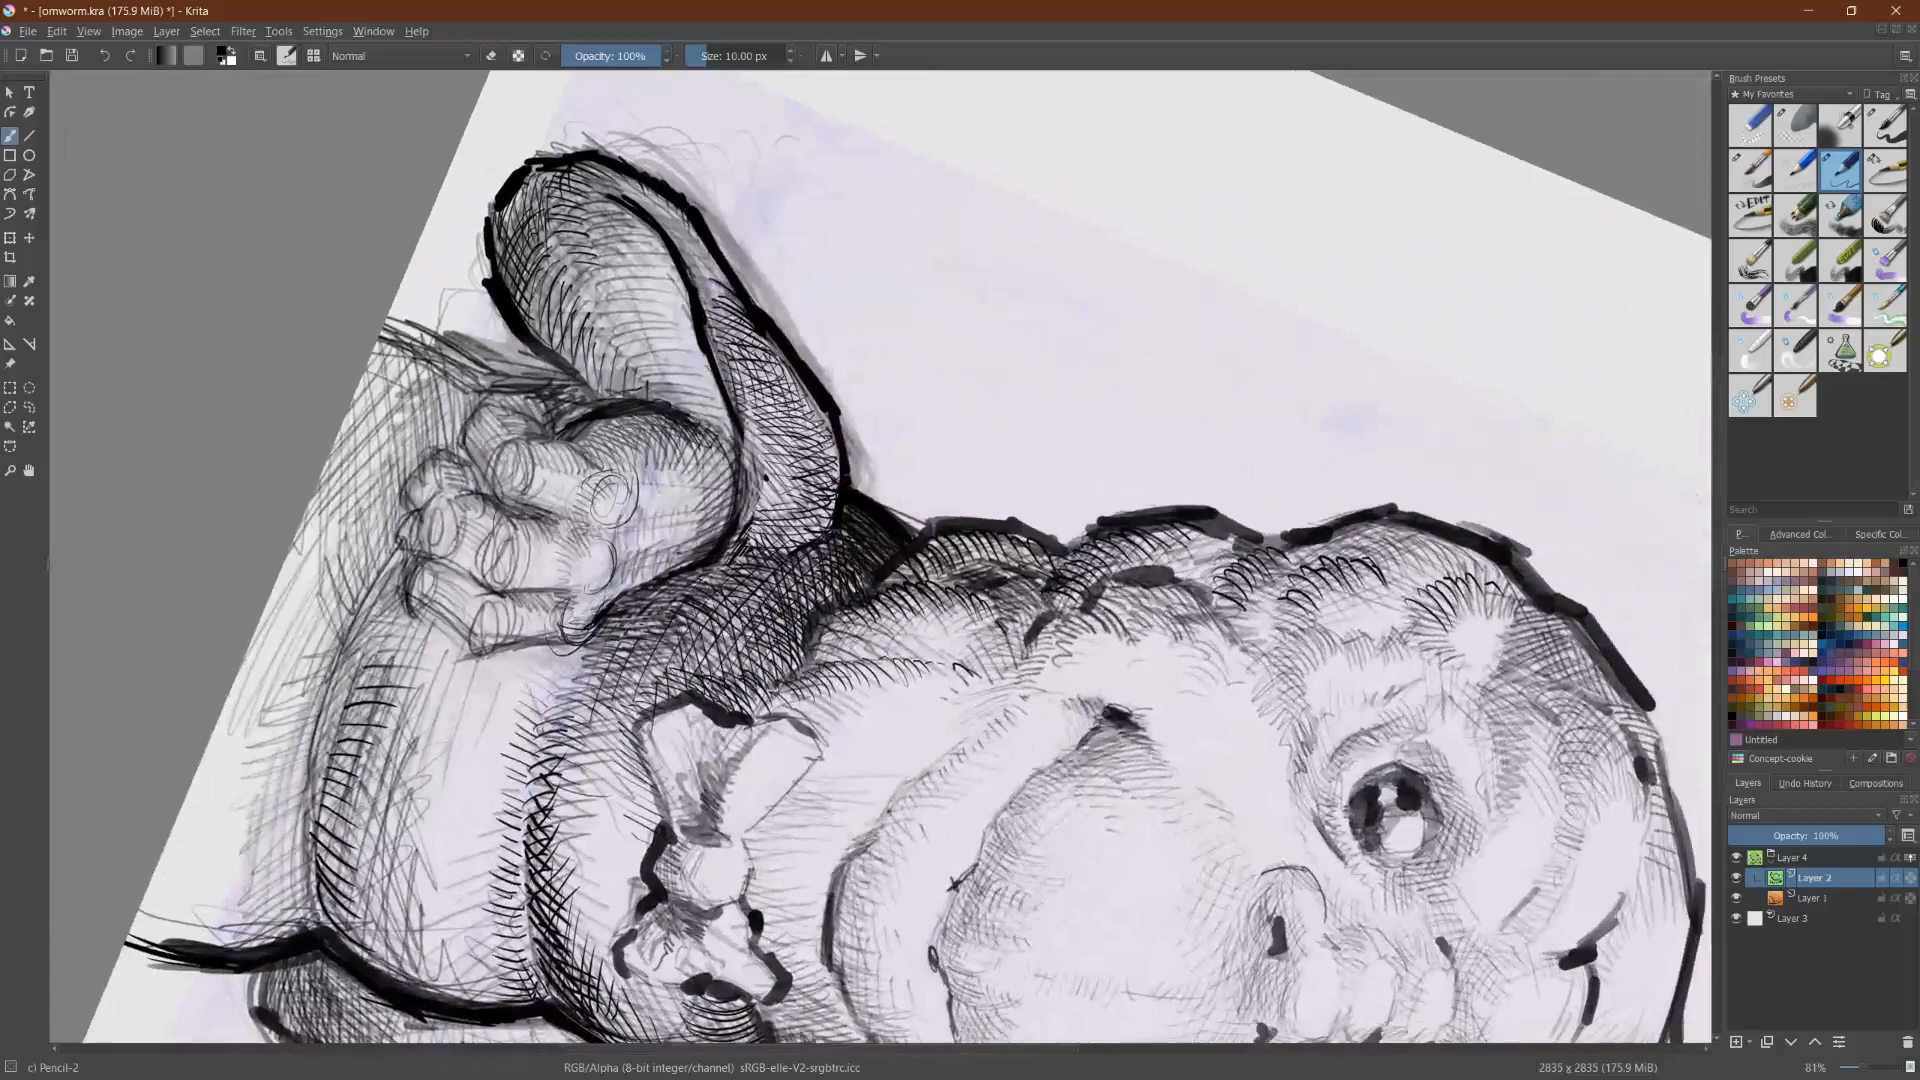 * - [omworm.kra (175.9 MiB) *] - Krita
File Edit View Image Layer Select Filter Tools Settings Window Help
Normal Opacity: 100% Size: 10.00 px
Brush Presets
My Favorites Tag
EDIT
Search
P... Advanced Col... Specific Col...
Palette
Untitled
Concept-cookie
Layers Undo History Compositions
Layers
Normal
Opacity: 100%
Layer 4
Layer 2
Layer 1
Layer 3
c) Pencil-2 RGB/Alpha (8-bit integer/channel) sRGB-elle-V2-srgbtrc.icc 2835 x 2835 (175.9 MiB) 81%